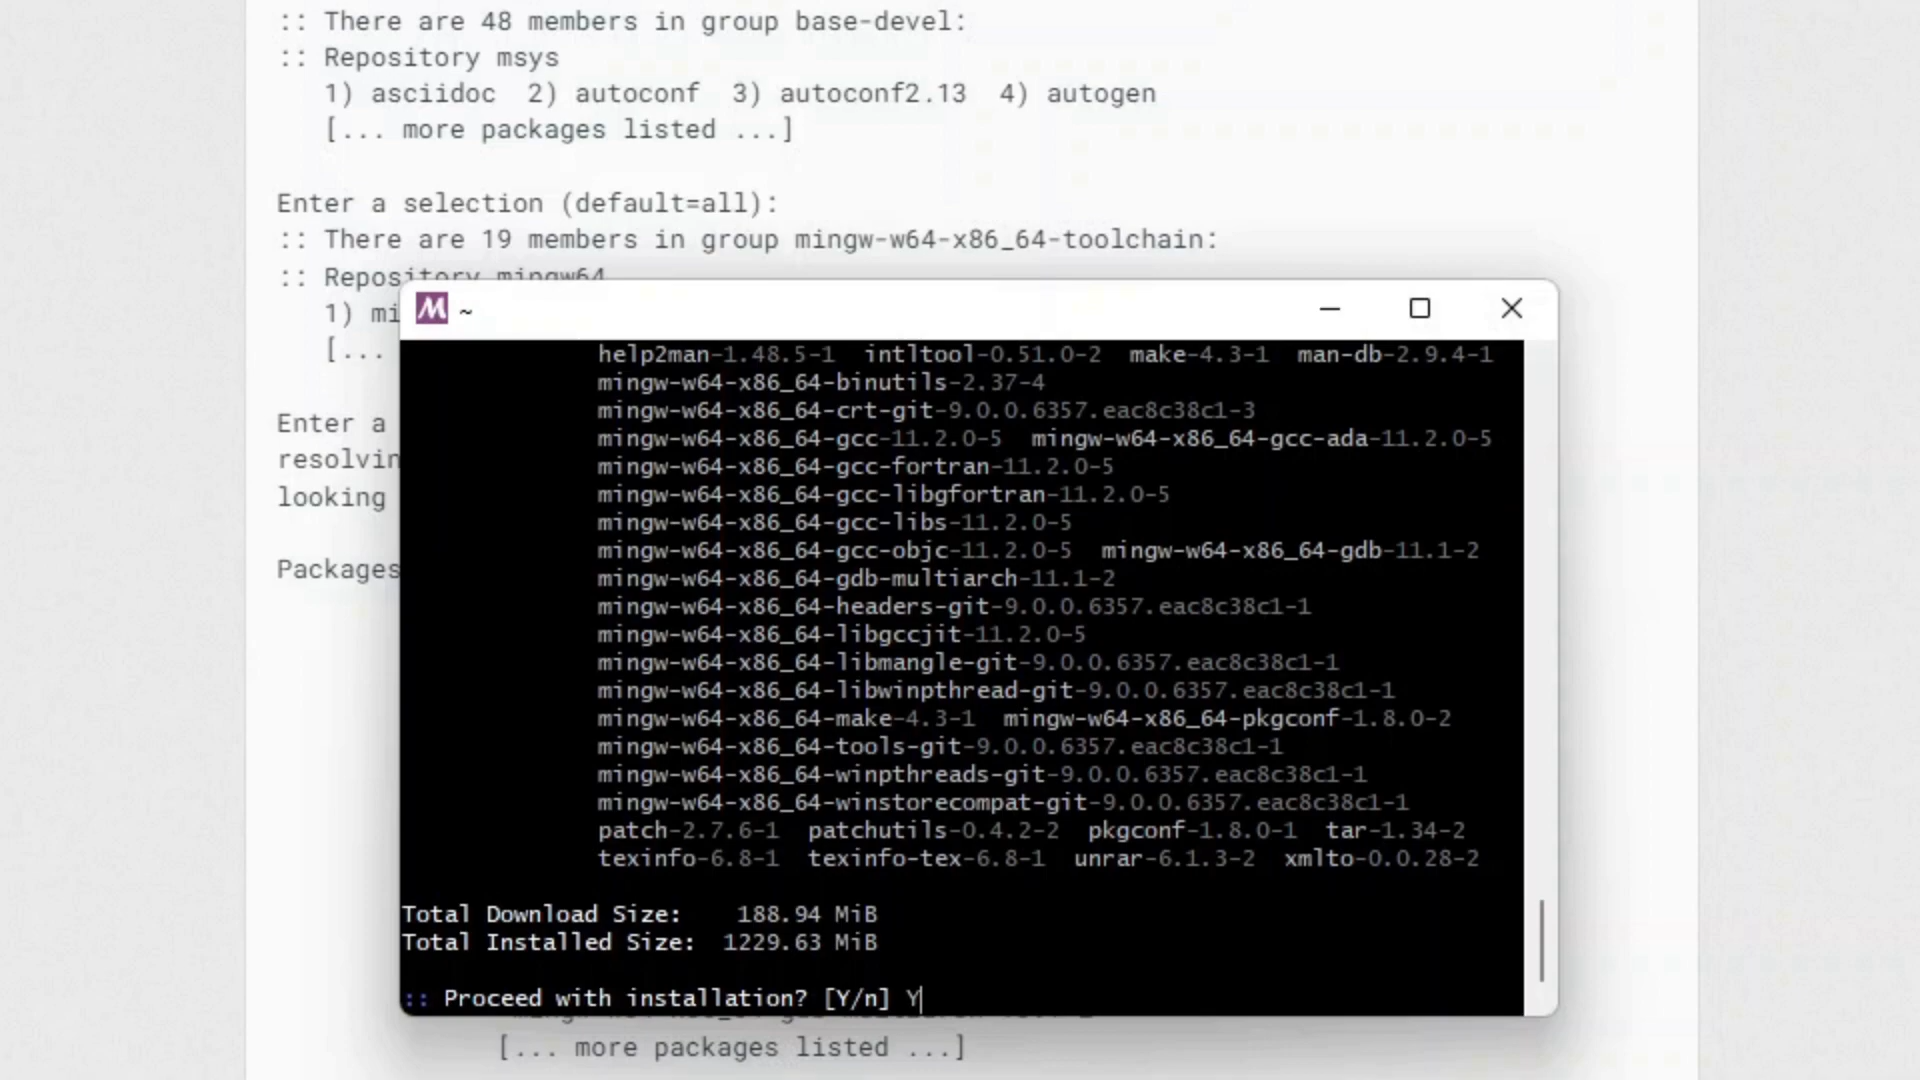 :: There are 48 members in group base-devel:
:: Repository msys
1) asciidoc 2) autoconf 3) autoconf2.13 4) autogen
[... more packages listed ...]
Enter a selection (default=all):
:: There are 19 members in group mingw-w64-x86_64-toolchain:
:: Repository mingw64
1) mi
[...
Enter a
resolvin
looking
Packages
~
help2man-1.48.5-1 intltool-0.51.0-2 make-4.3-1 man-db-2.9.4-1
mingw-w64-x86_64-binutils-2.37-4
mingw-w64-x86_64-crt-git-9.0.0.6357.eac8c38c1-3
mingw-w64-x86_64-gcc-11.2.0-5 mingw-w64-x86_64-gcc-ada-11.2.0-5
mingw-w64-x86_64-gcc-fortran-11.2.0-5
mingw-w64-x86_64-gcc-libgfortran-11.2.0-5
mingw-w64-x86_64-gcc-libs-11.2.0-5
mingw-w64-x86_64-gcc-objc-11.2.0-5 mingw-w64-x86_64-gdb-11.1-2
mingw-w64-x86_64-gdb-multiarch-11.1-2
mingw-w64-x86_64-headers-git-9.0.0.6357.eac8c38c1-1
mingw-w64-x86_64-libgccjit-11.2.0-5
mingw-w64-x86_64-libmangle-git-9.0.0.6357.eac8c38c1-1
mingw-w64-x86_64-libwinpthread-git-9.0.0.6357.eac8c38c1-1
mingw-w64-x86_64-make-4.3-1 mingw-w64-x86_64-pkgconf-1.8.0-2
mingw-w64-x86_64-tools-git-9.0.0.6357.eac8c38c1-1
mingw-w64-x86_64-winpthreads-git-9.0.0.6357.eac8c38c1-1
mingw-w64-x86_64-winstorecompat-git-9.0.0.6357.eac8c38c1-1
patch-2.7.6-1 patchutils-0.4.2-2 pkgconf-1.8.0-1 tar-1.34-2
texinfo-6.8-1 texinfo-tex-6.8-1 unrar-6.1.3-2 xmlto-0.0.28-2
Total Download Size: 188.94 MiB
Total Installed Size: 1229.63 MiB
:: Proceed with installation? [Y/n] Y
[... more packages listed ...]